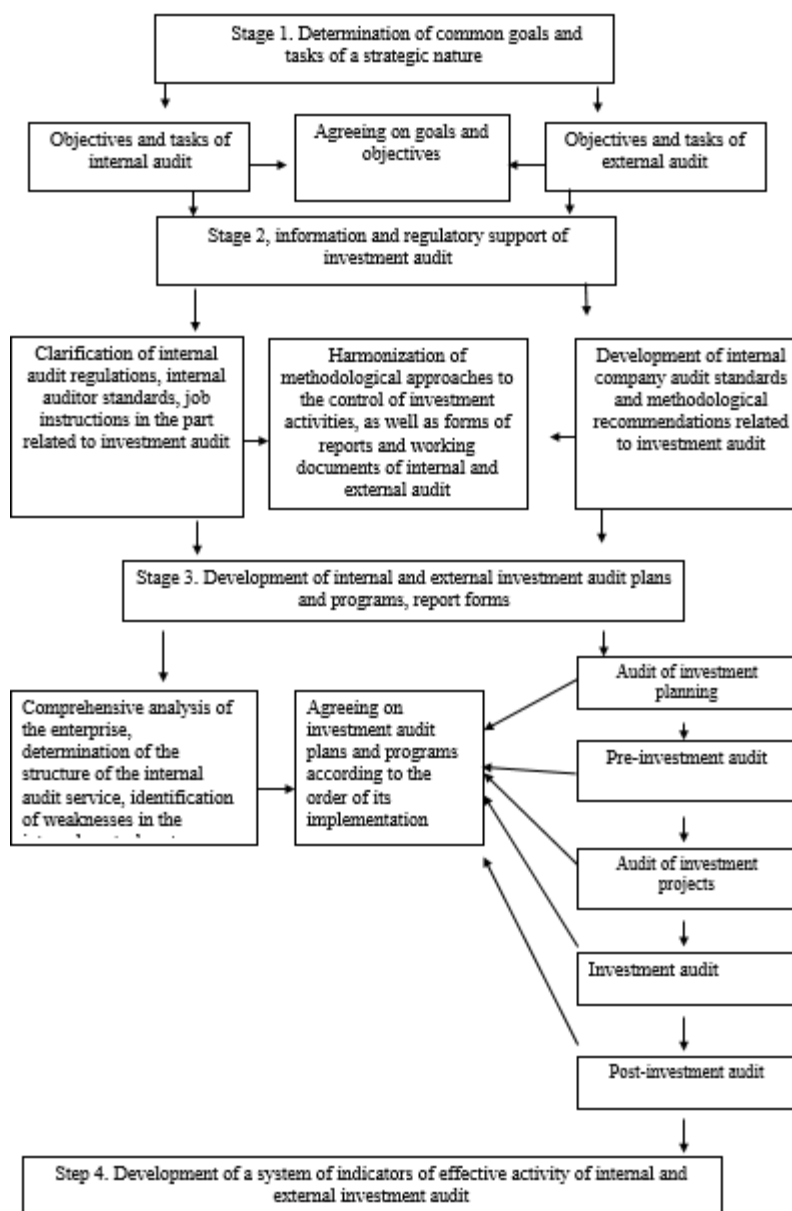 Stage 1. Determination of common goals and
tasks of a strategic nature
Objectives and tasks of
internal audit
Agreeing on goals and
objectives
Objectives and tasks of
external audit
Stage 2, information and regulatory support of
investment audit
Clarification of internal
audit regulations, internal
auditor standards, job
instructions in the part
related to investment audit
Harmonization of
methodological approaches to
the control of investment
activities, as well as forms of
reports and working
documents of internal and
external audit
Development of internal
company audit standards
and methodological
recommendations related
to investment audit
Stage 3. Development of internal and external investment audit plans
and programs, report forms
Comprehensive analysis of
the enterprise,
determination of the
structure of the internal
audit service, identification
of weaknesses in the
Agreeing on
investment audit
plans and programs
according to the
order of its
implementation
Audit of investment
planning
Pre-investment audit
Audit of investment
projects
Investment audit
Post-investment audit
Step 4. Development of a system of indicators of effective activity of internal and
external investment audit